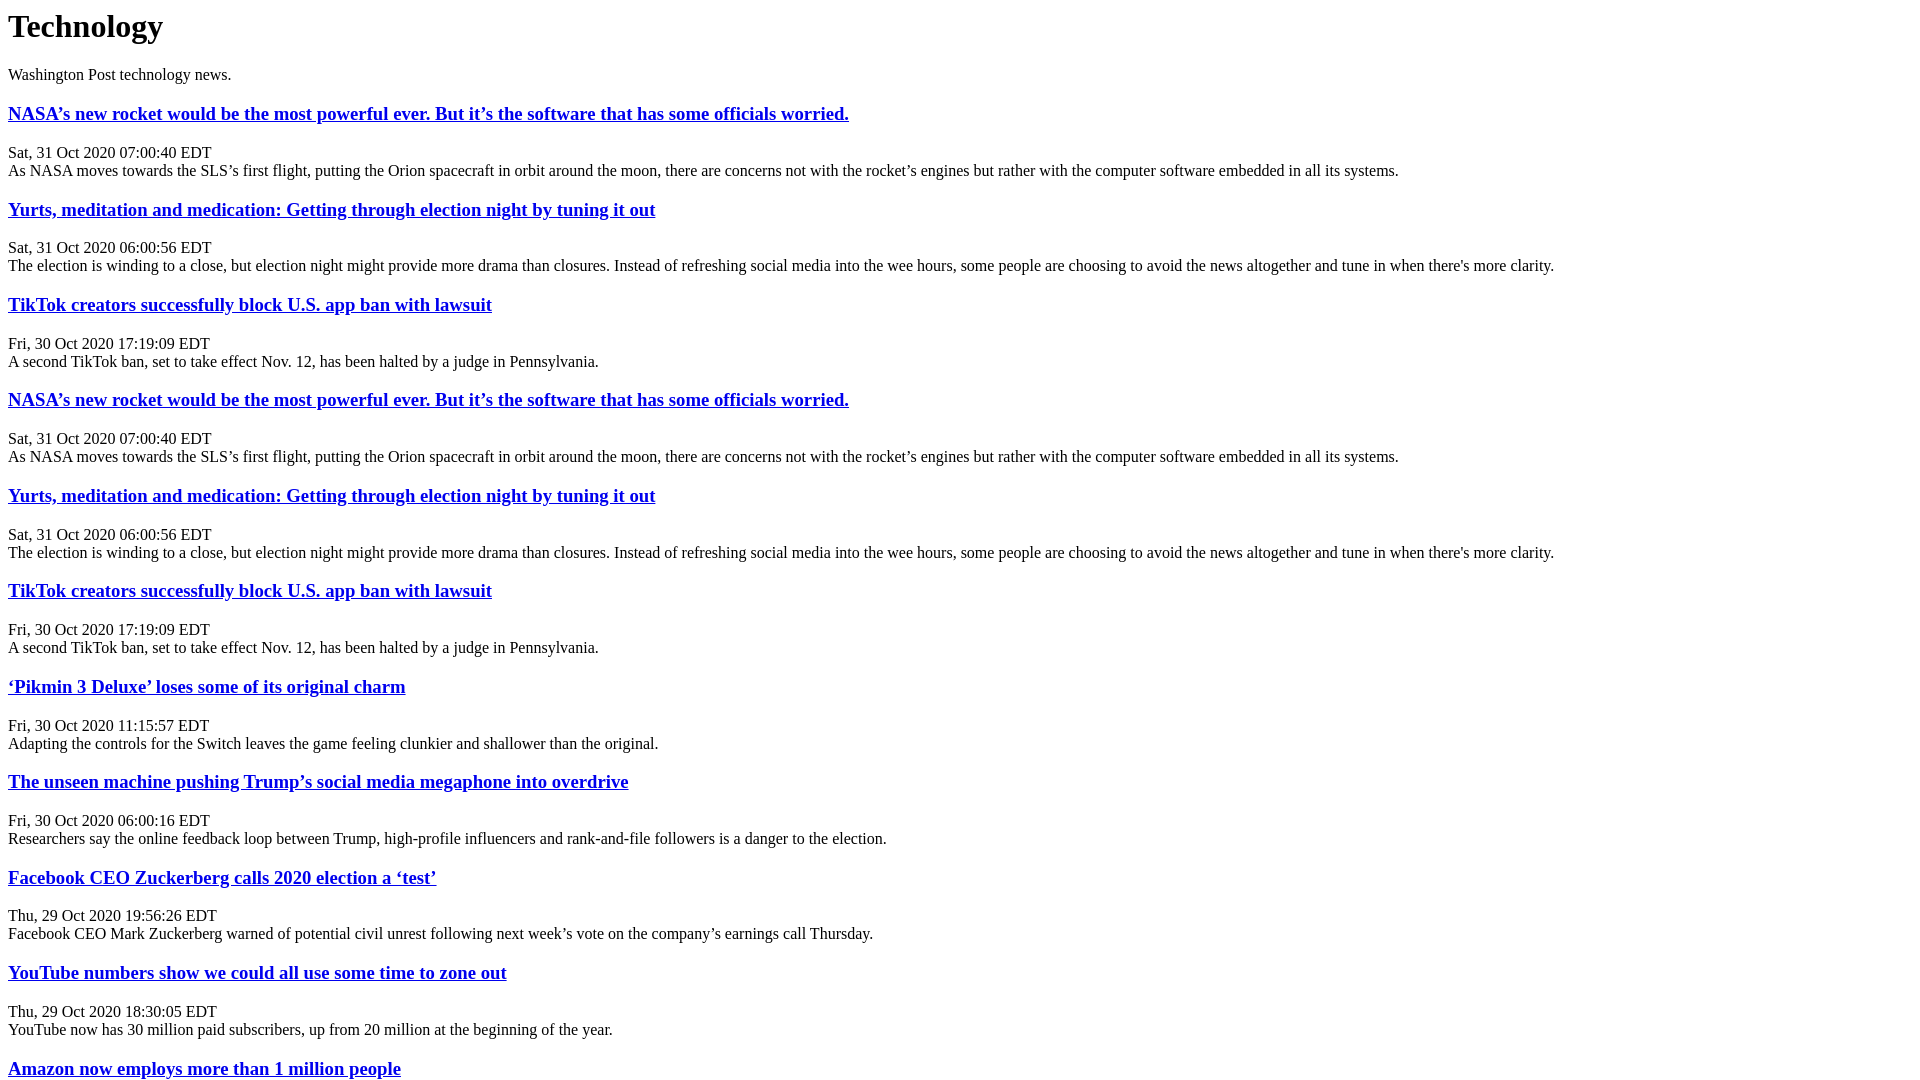 Technology
Washington Post technology news.
NASA’s new rocket would be the most powerful ever. But it’s the software that has some officials worried.
Sat, 31 Oct 2020 07:00:40 EDT
As NASA moves towards the SLS’s first flight, putting the Orion spacecraft in orbit around the moon, there are concerns not with the rocket’s engines but rather with the computer software embedded in all its systems.
Yurts, meditation and medication: Getting through election night by tuning it out
Sat, 31 Oct 2020 06:00:56 EDT
The election is winding to a close, but election night might provide more drama than closures. Instead of refreshing social media into the wee hours, some people are choosing to avoid the news altogether and tune in when there's more clarity.
TikTok creators successfully block U.S. app ban with lawsuit
Fri, 30 Oct 2020 17:19:09 EDT
A second TikTok ban, set to take effect Nov. 12, has been halted by a judge in Pennsylvania.
NASA’s new rocket would be the most powerful ever. But it’s the software that has some officials worried.
Sat, 31 Oct 2020 07:00:40 EDT
As NASA moves towards the SLS’s first flight, putting the Orion spacecraft in orbit around the moon, there are concerns not with the rocket’s engines but rather with the computer software embedded in all its systems.
Yurts, meditation and medication: Getting through election night by tuning it out
Sat, 31 Oct 2020 06:00:56 EDT
The election is winding to a close, but election night might provide more drama than closures. Instead of refreshing social media into the wee hours, some people are choosing to avoid the news altogether and tune in when there's more clarity.
TikTok creators successfully block U.S. app ban with lawsuit
Fri, 30 Oct 2020 17:19:09 EDT
A second TikTok ban, set to take effect Nov. 12, has been halted by a judge in Pennsylvania.
‘Pikmin 3 Deluxe’ loses some of its original charm
Fri, 30 Oct 2020 11:15:57 EDT
Adapting the controls for the Switch leaves the game feeling clunkier and shallower than the original.
The unseen machine pushing Trump’s social media megaphone into overdrive
Fri, 30 Oct 2020 06:00:16 EDT
Researchers say the online feedback loop between Trump, high-profile influencers and rank-and-file followers is a danger to the election.
Facebook CEO Zuckerberg calls 2020 election a ‘test’
Thu, 29 Oct 2020 19:56:26 EDT
Facebook CEO Mark Zuckerberg warned of potential civil unrest following next week’s vote on the company’s earnings call Thursday.
YouTube numbers show we could all use some time to zone out
Thu, 29 Oct 2020 18:30:05 EDT
YouTube now has 30 million paid subscribers, up from 20 million at the beginning of the year.
Amazon now employs more than 1 million people